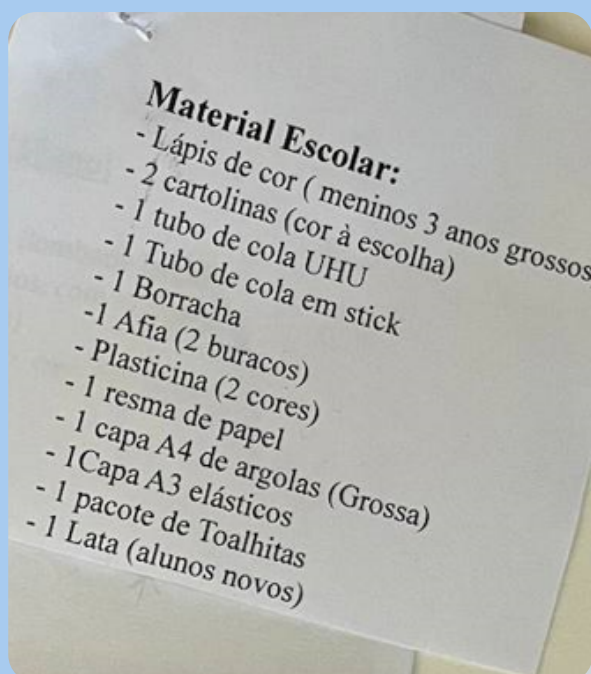 Material Escolar:
- Lápis de cor ( meninos 3 anos grossos
- 2 cartolinas (cor à escolha)
- 1 tubo de cola UHU
- 1 Tubo de cola em stick
- 1 Borracha
-1 Afia (2 buracos)
- Plasticina (2 cores)
- 1 resma de papel
- 1 capa A4 de argolas (Grossa)
- 1Capa A3 elásticos
- 1 pacote de Toalhitas
- 1 Lata (alunos novos)